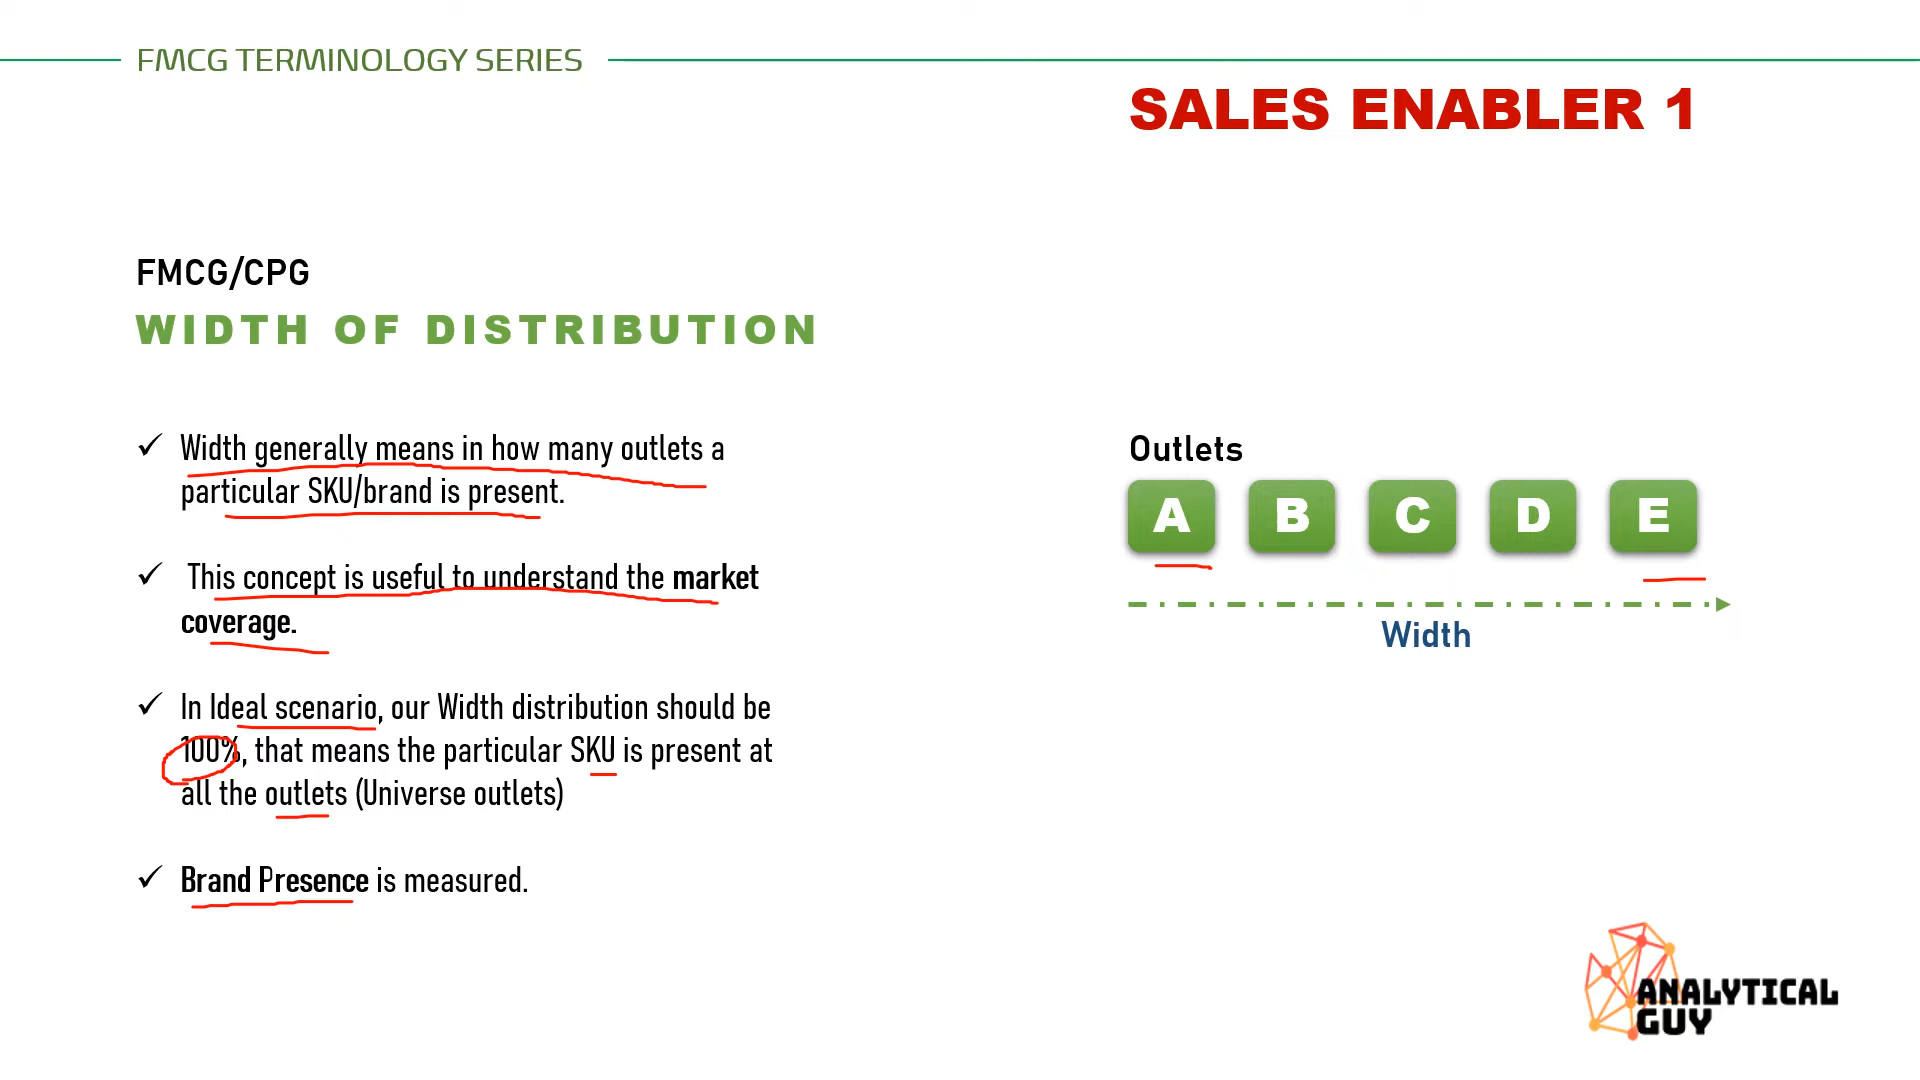 FMCG TERMINOLOGY SERIES
SALES ENABLER 1
FMCG/CPG
WIDTH OF DISTRIBUTION
✓ Width generally means in how many outlets a
particular SKU/brand is present.
✓ This concept is useful to understand the market
coverage.
✓ In Ideal scenario, our Width distribution should be
100%, that means the particular SKU is present at
all the outlets (Universe outlets)
✓ Brand Presence is measured.
Outlets
A B C D E
Width
ANALYTICAL
GUY